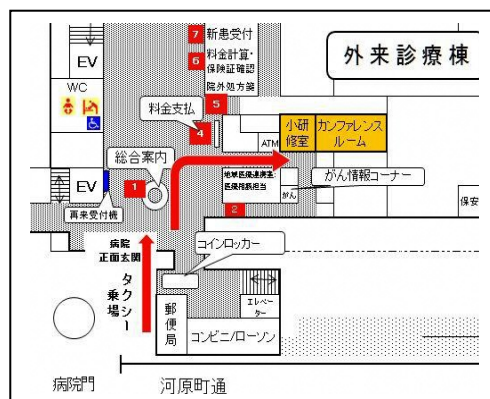 7 新患受付
外来診療棟
EV
6 料金計算・
保険証確認
院外処方箋
WC
5
料金支払
4
ATM
小研
修室
カンファレンス
ルーム
総合案内
がん情報コーナー
EV
1
地域医療連携室・
医療相談担当
がん
再来受付機
2
保安
病院
正面玄関
コインロッカー
タクシー
乗場
郵便局
エレベーター
コンビニ/ローソン
病院門
河原町通